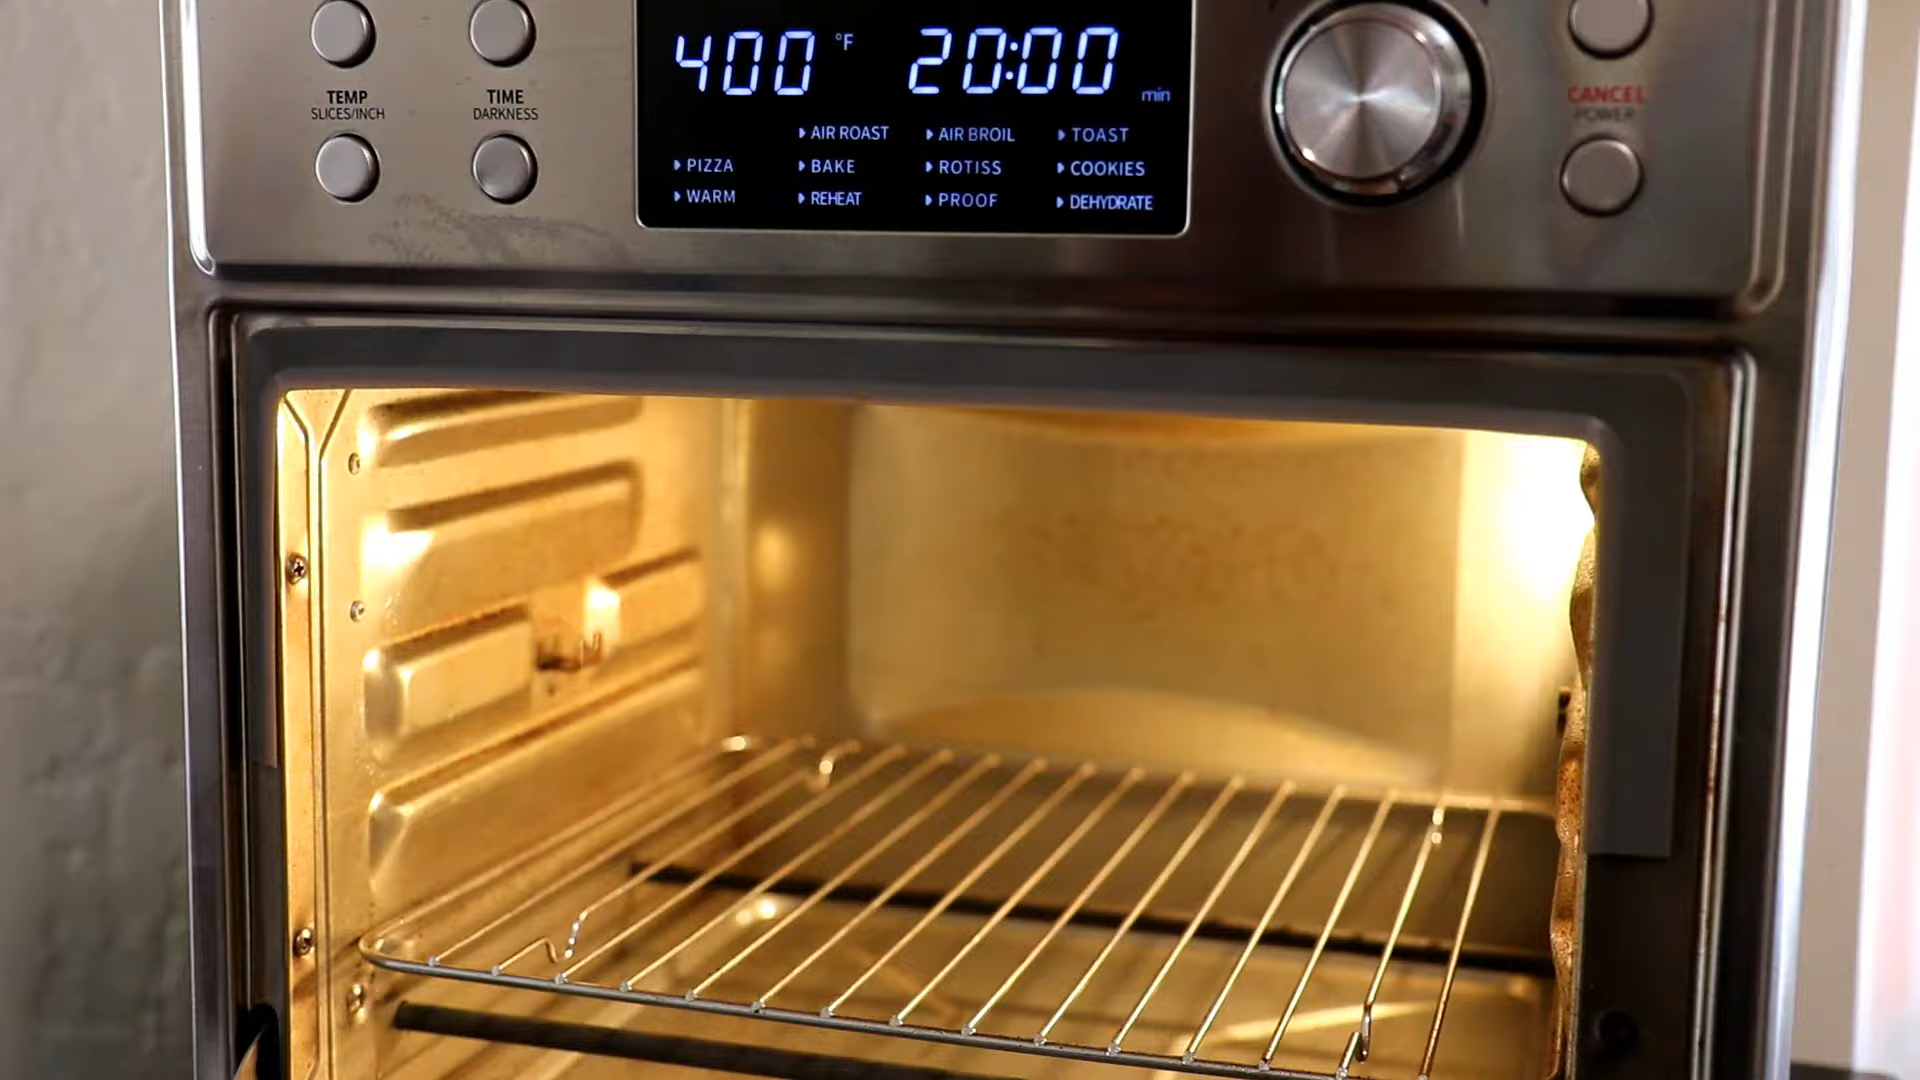 400 °F 20:00 min
TEMP
SLICES/INCH
TIME
DARKNESS
CANCEL
POWER
AIR ROAST AIR BROIL TOAST
PIZZA BAKE ROTISS COOKIES
WARM REHEAT PROOF DEHYDRATE